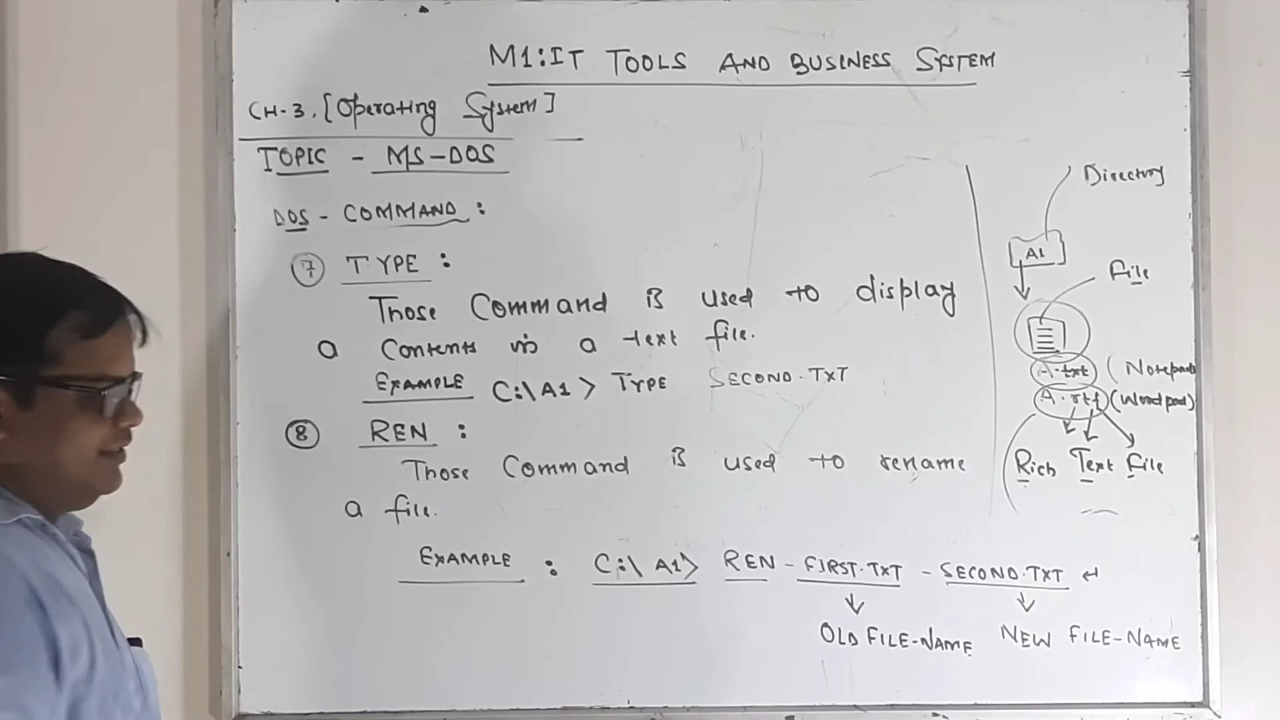 M1:IT TOOLS AND BUSINESS SYSTEM
CH-3.[Operating System]
TOPIC - MS-DOS
DOS - COMMAND :
7 TYPE :
Those Command is used to display
a contents in a text file.
EXAMPLE C:\A1> TYPE SECOND.TXT
8 REN :
Those Command is used to rename
a file.
EXAMPLE : C:\A1> REN - FIRST.TXT - SECOND.TXT ↵
OLD FILE-NAME NEW FILE-NAME
Directory
A1
File
A.txt (Notepad
A.rtf (Wordpad)
Rich Text File